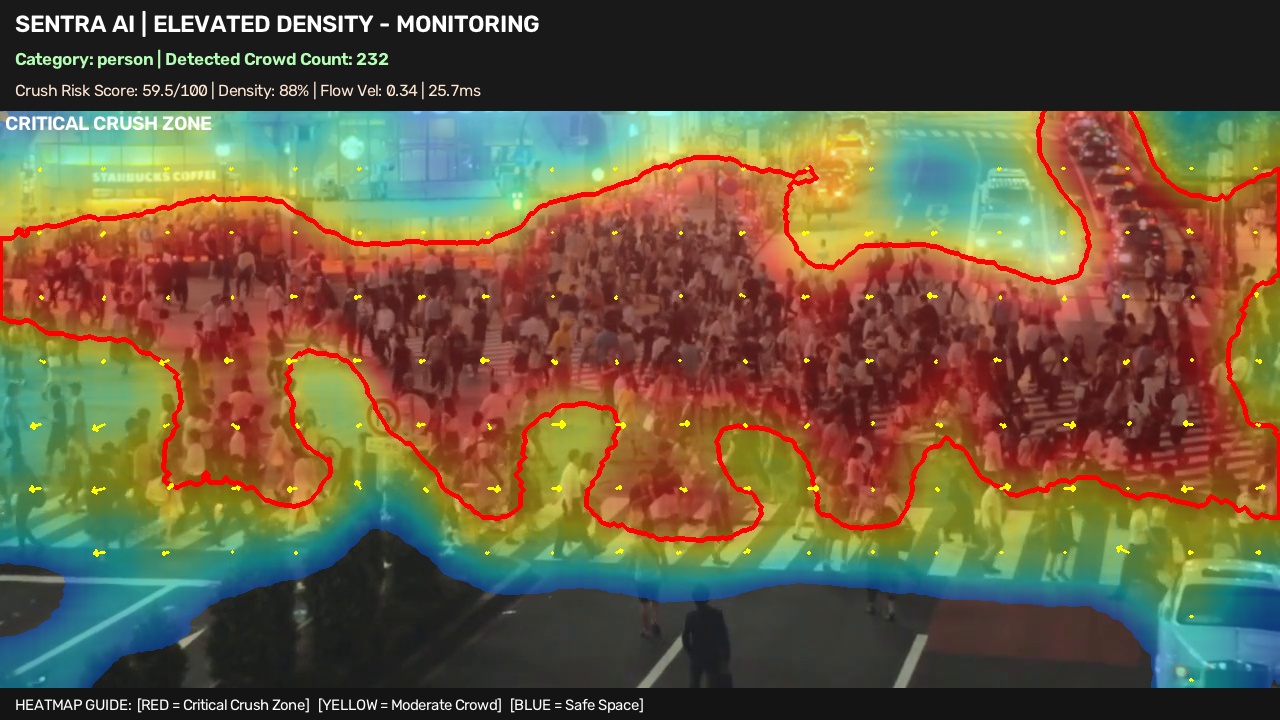 SENTRA AI | ELEVATED DENSITY - MONITORING
Category: person | Detected Crowd Count: 232
Crush Risk Score: 59.5/100 | Density: 88% | Flow Vel: 0.34 | 25.7ms
CRITICAL CRUSH ZONE
STARBUCKS COFFEE
HEATMAP GUIDE: [RED = Critical Crush Zone] [YELLOW = Moderate Crowd] [BLUE = Safe Space]